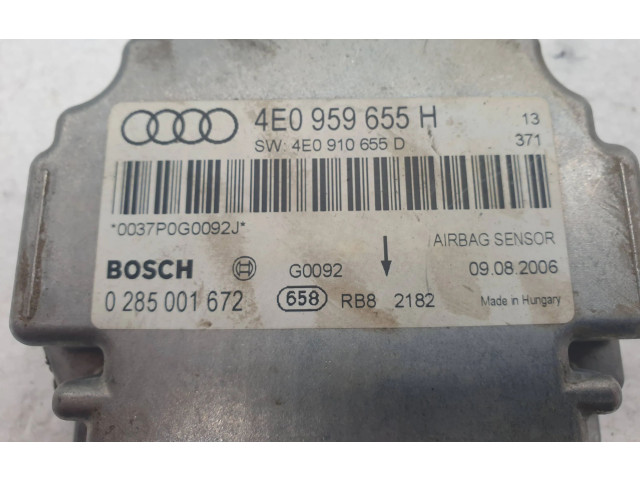 4E0 959 655 H 13
SW: 4E0 910 655 D 371
*0037P0G0092J*
AIRBAG SENSOR
BOSCH G0092 09.08.2006
0 285 001 672 658 RB8 2182 Made in Hungary